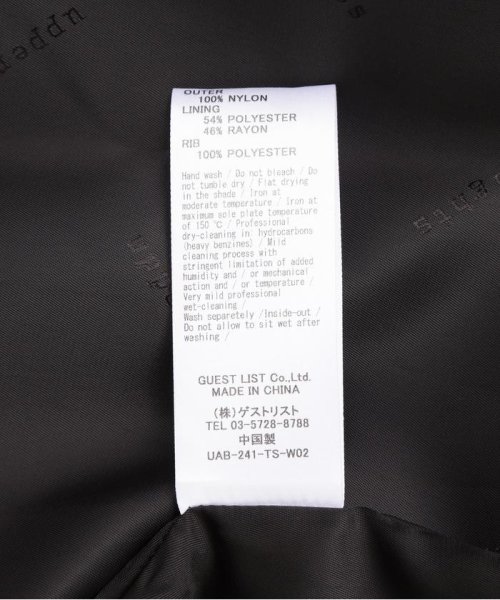 OUTER
100% NYLON
LINING
54% POLYESTER
46% RAYON
RIB
100% POLYESTER
Hand wash / Do not bleach / Do
not tumble dry / Flat drying
in the shade / Iron at
moderate temperature / Iron at
maximum sole plate temperature
of 150 ℃ / Professional
dry-cleaning in hydrocarbons
(heavy benzines) / Mild
cleaning process with
stringent limitation of added
humidity and / or mechanical
action and / or temperature /
Very mild professional
wet-cleaning /
Wash separetely /Inside-out /
Do not allow to sit wet after
washing /
GUEST LIST Co.,Ltd.
MADE IN CHINA
(株)ゲストリスト
TEL 03-5728-8788
中国製
UAB-241-TS-W02